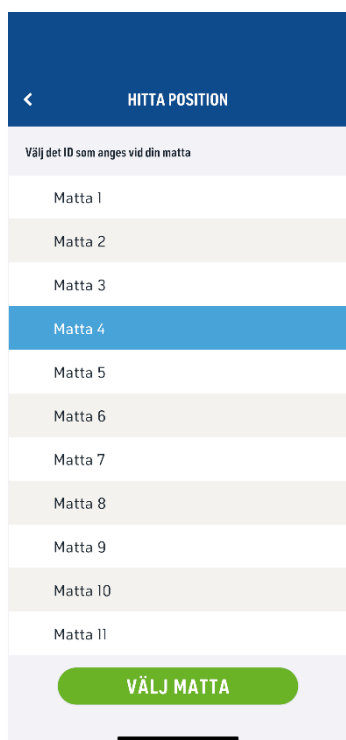 HITTA POSITION
Välj det ID som anges vid din matta
Matta 1
Matta 2
Matta 3
Matta 4
Matta 5
Matta 6
Matta 7
Matta 8
Matta 9
Matta 10
Matta 11
VÄLJ MATTA